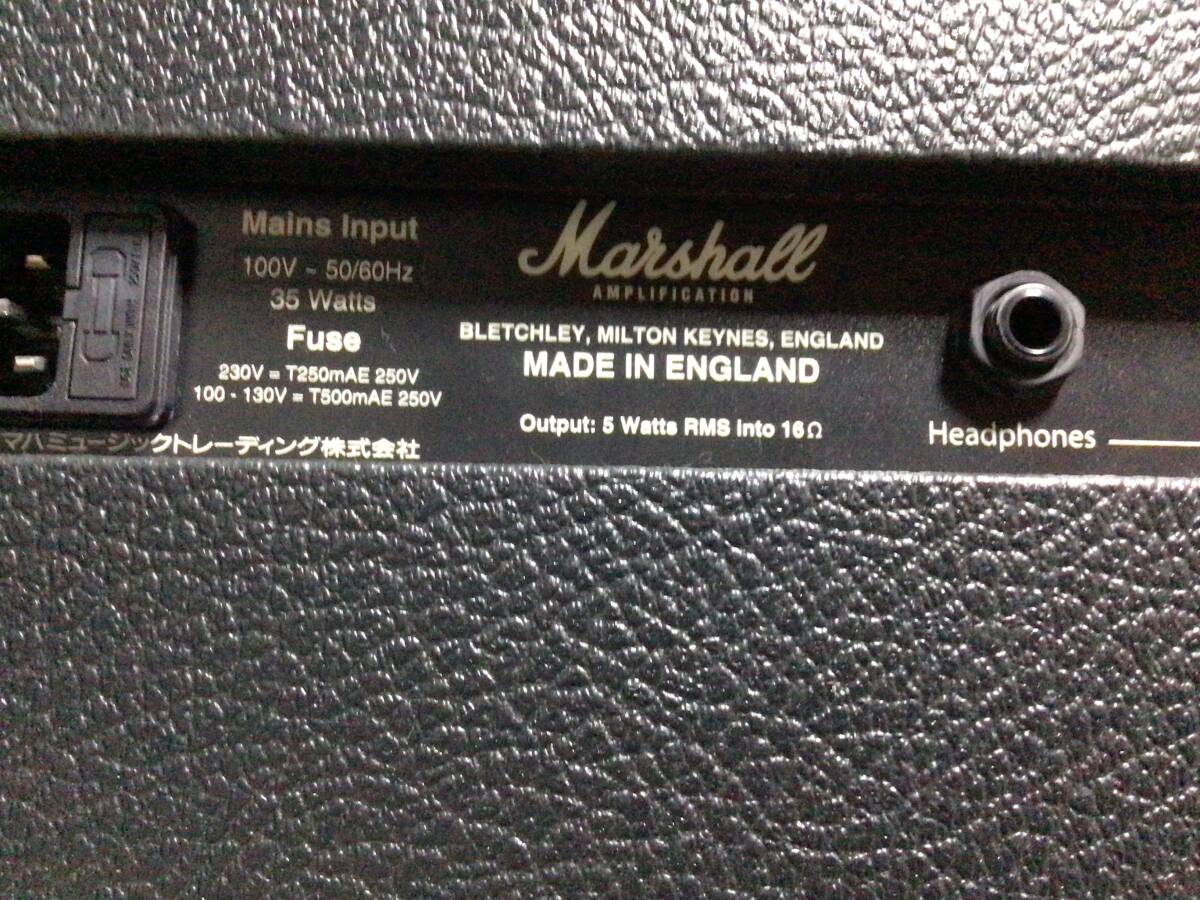 Mains Input
100V ~ 50/60Hz
35 Watts
Fuse
230V = T250mAE 250V
100 - 130V = T500mAE 250V
マハミュージックトレーディング株式会社
Marshall
AMPLIFICATION
BLETCHLEY, MILTON KEYNES, ENGLAND
MADE IN ENGLAND
Output: 5 Watts RMS into 16Ω
Headphones